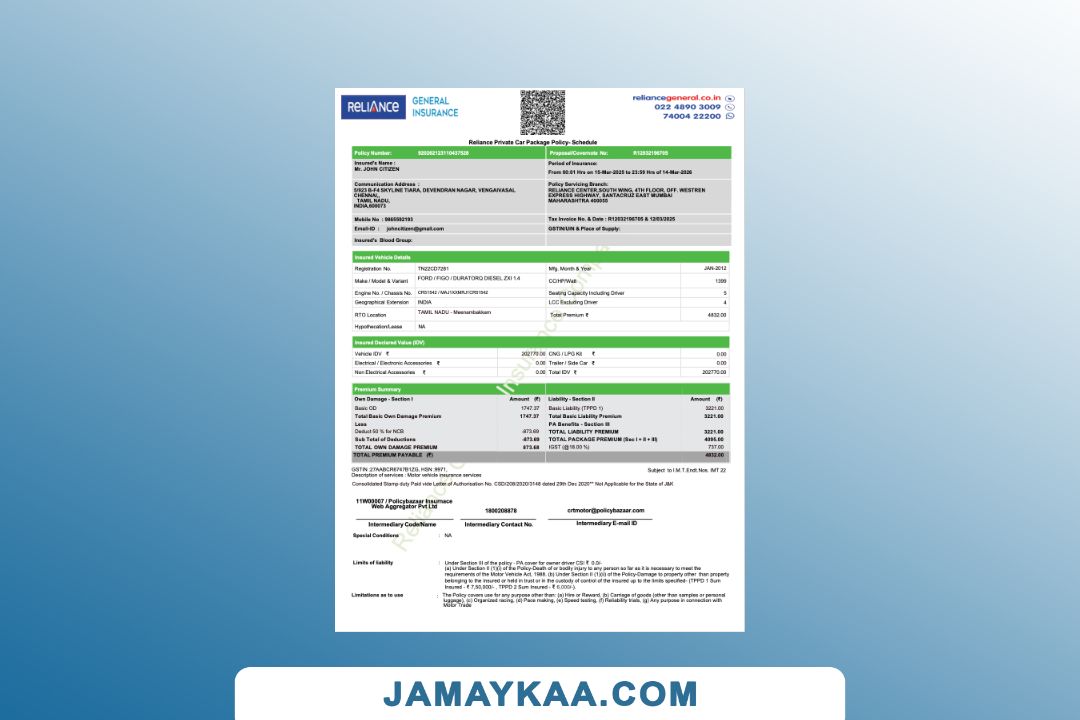 RELIANCE
GENERAL
INSURANCE
reliancegeneral.co.in
022 4890 3009
74004 22200
Reliance Private Car Package Policy- Schedule
Policy Number: 920262123110437526 Proposal/Covernote No: R12032196705
Insured's Name :
Mr. JOHN CITIZEN
Period of Insurance:
From 00:01 Hrs on 15-Mar-2025 to 23:59 Hrs of 14-Mar-2026
Communication Address :
5/923 B-F4 SKYLINE TIARA, DEVENDRAN NAGAR, VENGAIVASAL
CHENNAI,,
TAMIL NADU,
INDIA,600073
Policy Servicing Branch:
RELIANCE CENTER,SOUTH WING, 4TH FLOOR, OFF. WESTREN
EXPRESS HIGHWAY, SANTACRUZ EAST MUMBAI
MAHARASHTRA 400055
Mobile No : 9865502193 Tax Invoice No. & Date : R12032196705 & 12/03/2025
Email-ID : johncitizen@gmail.com GSTIN/UIN & Place of Supply:
Insured's Blood Group:
Insured Vehicle Details
Registration No. TN22CD7261 Mfg. Month & Year JAN-2012
Make / Model & Variant FORD / FIGO / DURATORQ DIESEL ZXI 1.4 CC/HP/Watt 1399
Engine No. / Chassis No. Seating Capacity Including Driver 5
Geographical Extension INDIA LCC Excluding Driver 4
RTO Location TAMIL NADU - Meenambakkam Total Premium ₹ 4832.00
Hypothecation/Lease NA
Insured Declared Value (IDV)
Vehicle IDV ₹ 202770.00 CNG / LPG Kit ₹ 0.00
Electrical / Electronic Accessories ₹ 0.00 Trailer / Side Car ₹ 0.00
Non Electrical Accessories ₹ 0.00 Total IDV ₹ 202770.00
Premium Summary
Own Damage - Section I Amount (₹) Liability - Section II Amount (₹)
Basic OD 1747.37 Basic Liability (TPPD 1) 3221.00
Total Basic Own Damage Premium 1747.37 Total Basic Liability Premium 3221.00
Less PA Benefits - Section III
Deduct 50 % for NCB -873.69 TOTAL LIABILITY PREMIUM 3221.00
Sub Total of Deductions -873.69 TOTAL PACKAGE PREMIUM (Sec I + II + III) 4095.00
TOTAL OWN DAMAGE PREMIUM 873.68 IGST (@18.00 %) 737.00
TOTAL PREMIUM PAYABLE (₹) 4832.00
GSTIN :27AABCR6747B1ZG, HSN :9971, Subject to I.M.T.Endt.Nos. IMT 22
Description of services : Motor vehicle insurance services
Consolidated Stamp duty Paid vide Letter of Authorisation No. CSD/208/2020/3148 dated 29th Dec 2020** Not Applicable for the State of J&K
11W00067 / Policybazaar Insurnace
Web Aggregator Pvt Ltd
1800208878
crtmotor@policybazaar.com
Intermediary Code/Name Intermediary Contact No. Intermediary E-mail ID
Special Conditions : NA
Limits of liability : Under Section III of the policy - PA cover for owner driver CSI ₹ 0.0/-
(a) Under Section II (1)(i) of the Policy-Death of or bodily injury to any person so far as it is necessary to meet the
requirements of the Motor Vehicle Act, 1988. (b) Under Section II (1)(ii) of the Policy-Damage to property other than property
belonging to the insured or held in trust or in the custody of control of the insured up to the limits specified- (TPPD 1 Sum
Insured - ₹ 7,50,000/- , TPPD 2 Sum Insured - ₹ 6,000/-).
Limitations as to use : The Policy covers use for any purpose other than: (a) Hire or Reward, (b) Carriage of goods (other than samples or personal
luggage), (c) Organized racing, (d) Pace making, (e) Speed testing, (f) Reliability trials, (g) Any purpose in connection with
Motor Trade
JAMAYKAA.COM